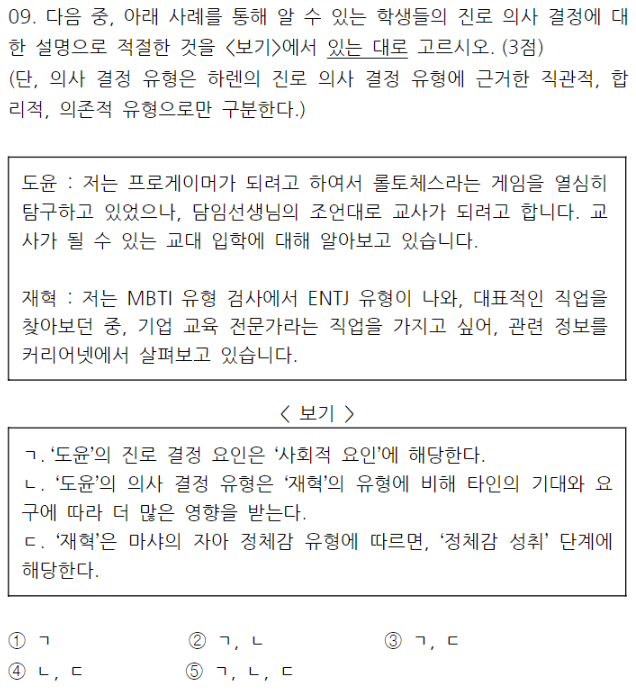 09. 다음 중, 아래 사례를 통해 알 수 있는 학생들의 진로 의사 결정에 대
한 설명으로 적절한 것을 <보기>에서 있는 대로 고르시오. (3점)
(단, 의사 결정 유형은 하렌의 진로 의사 결정 유형에 근거한 직관적, 합
리적, 의존적 유형으로만 구분한다.)
도윤 : 저는 프로게이머가 되려고 하여서 롤토체스라는 게임을 열심히
탐구하고 있었으나, 담임선생님의 조언대로 교사가 되려고 합니다. 교
사가 될 수 있는 교대 입학에 대해 알아보고 있습니다.
재혁 : 저는 MBTI 유형 검사에서 ENTJ 유형이 나와, 대표적인 직업을
찾아보던 중, 기업 교육 전문가라는 직업을 가지고 싶어, 관련 정보를
커리어넷에서 살펴보고 있습니다.
< 보기 >
ㄱ. '도윤'의 진로 결정 요인은 '사회적 요인'에 해당한다.
ㄴ. '도윤'의 의사 결정 유형은 '재혁'의 유형에 비해 타인의 기대와 요
구에 따라 더 많은 영향을 받는다.
ㄷ. '재혁'은 마샤의 자아 정체감 유형에 따르면, '정체감 성취' 단계에
해당한다.
① ㄱ ② ㄱ, ㄴ ③ ㄱ, ㄷ
④ ㄴ, ㄷ ⑤ ㄱ, ㄴ, ㄷ